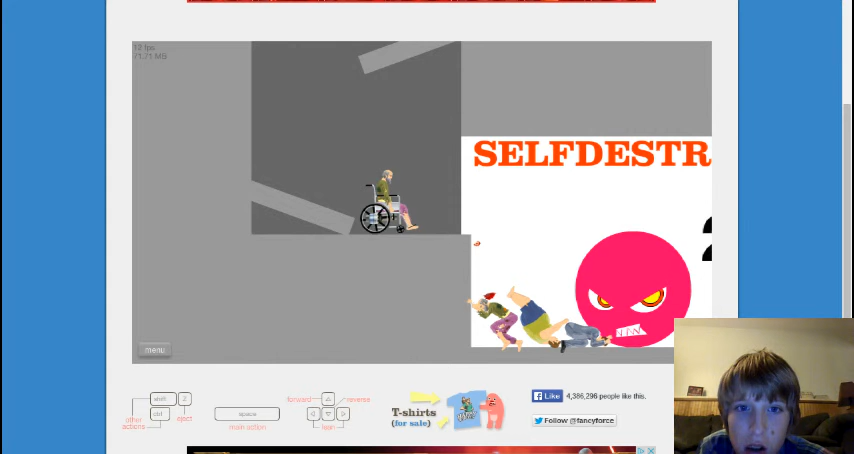 12 fps
71.71 MB
SELFDESTR
menu
shift
Z
ctrl
eject
other
actions
space
main action
forward
reverse
lean
T-shirts
(for sale)
Like
4,386,296 people like this.
Follow @fancyforce